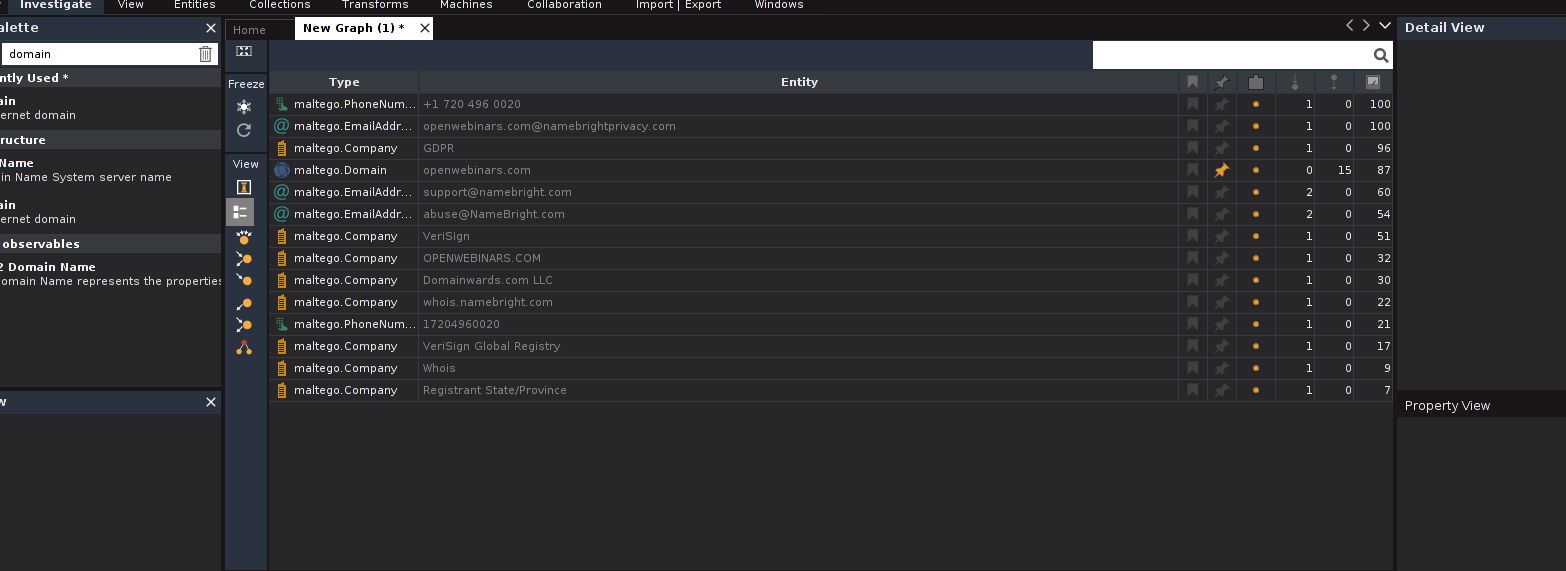 Investigate View Entities Collections Transforms Machines Collaboration Import | Export Windows
alette
Home New Graph (1) *
Detail View
domain
Freeze
Type Entity
ntly Used *
ain
ernet domain
ructure
Name
in Name System server name
ain
ernet domain
observables
2 Domain Name
omain Name represents the properties
View
maltego.PhoneNum... +1 720 496 0020 1 0 100
maltego.EmailAddr... openwebinars.com@namebrightprivacy.com 1 0 100
maltego.Company GDPR 1 0 96
maltego.Domain openwebinars.com 0 15 87
maltego.EmailAddr... support@namebright.com 2 0 60
maltego.EmailAddr... abuse@NameBright.com 2 0 54
maltego.Company VeriSign 1 0 51
maltego.Company OPENWEBINARS.COM 1 0 32
maltego.Company Domainwards.com LLC 1 0 30
maltego.Company whois.namebright.com 1 0 22
maltego.PhoneNum... 17204960020 1 0 21
maltego.Company VeriSign Global Registry 1 0 17
maltego.Company Whois 1 0 9
maltego.Company Registrant State/Province 1 0 7
w
Property View